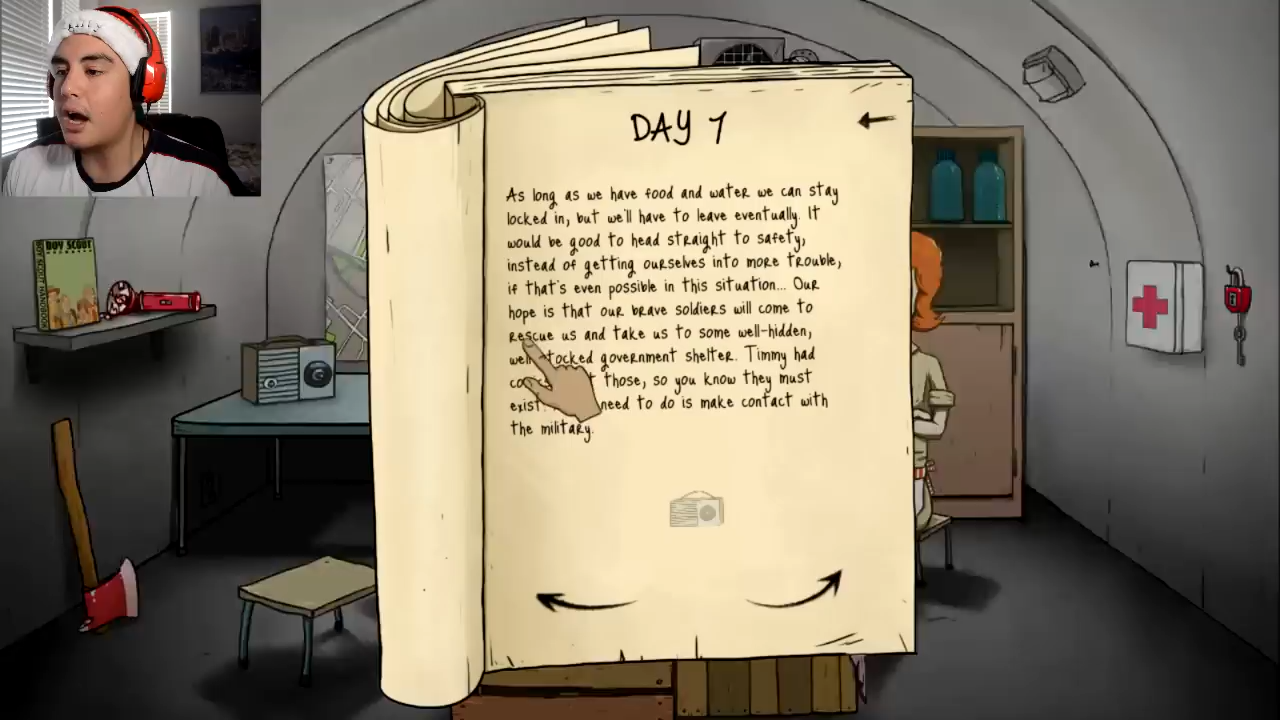 DAY 7
As long as we have food and water we can stay
locked in, but we'll have to leave eventually. It
would be good to head straight to safety,
instead of getting ourselves into more trouble,
if that's even possible in this situation... Our
hope is that our brave soldiers will come to
rescue us and take us to some well-hidden,
stocked government shelter. Timmy had
those, so you know they must
exist. need to do is make contact with
the military.
BOY SCOUT
BOY SCOUT HANDBOOK